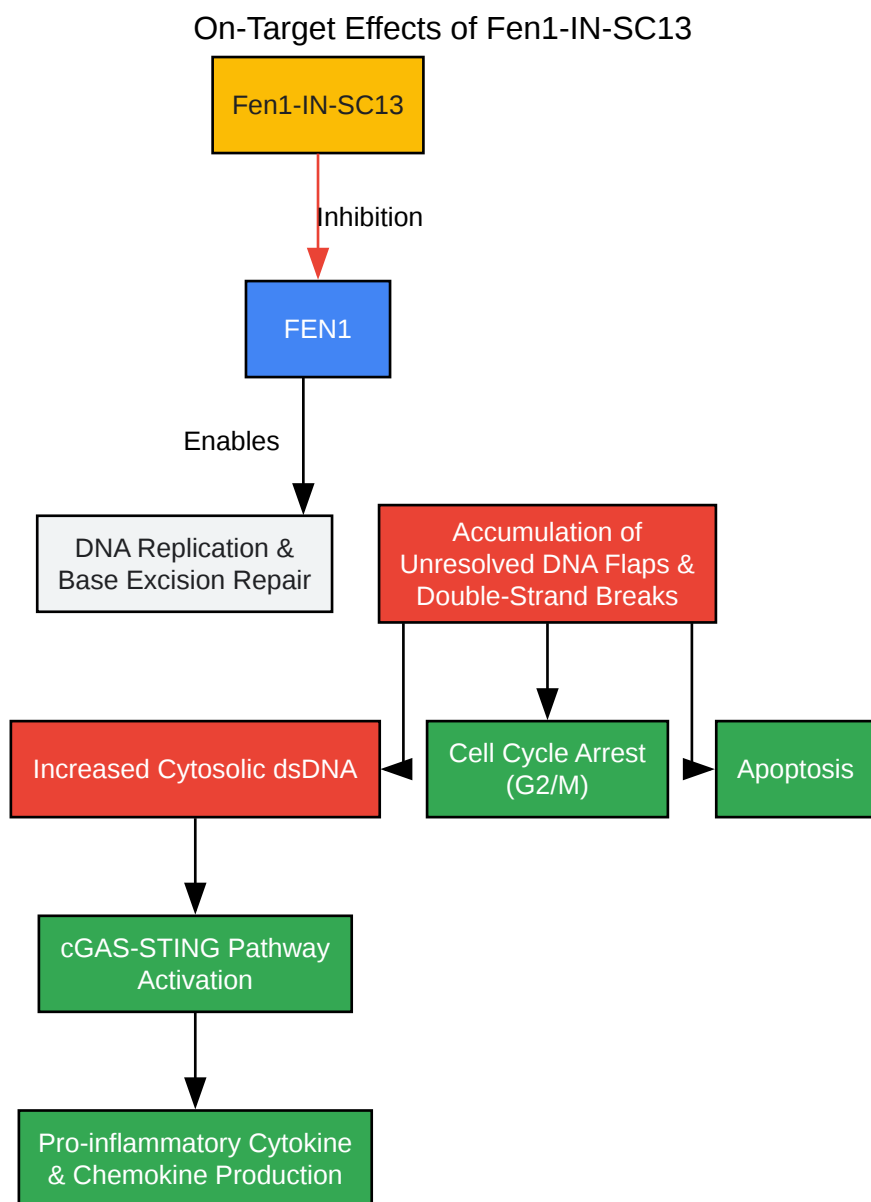 On-Target Effects of Fen1-IN-SC13
Fen1-IN-SC13
Inhibition
FEN1
Enables
DNA Replication &
Base Excision Repair
Accumulation of
Unresolved DNA Flaps &
Double-Strand Breaks
Increased Cytosolic dsDNA
Cell Cycle Arrest
(G2/M)
Apoptosis
cGAS-STING Pathway
Activation
Pro-inflammatory Cytokine
& Chemokine Production